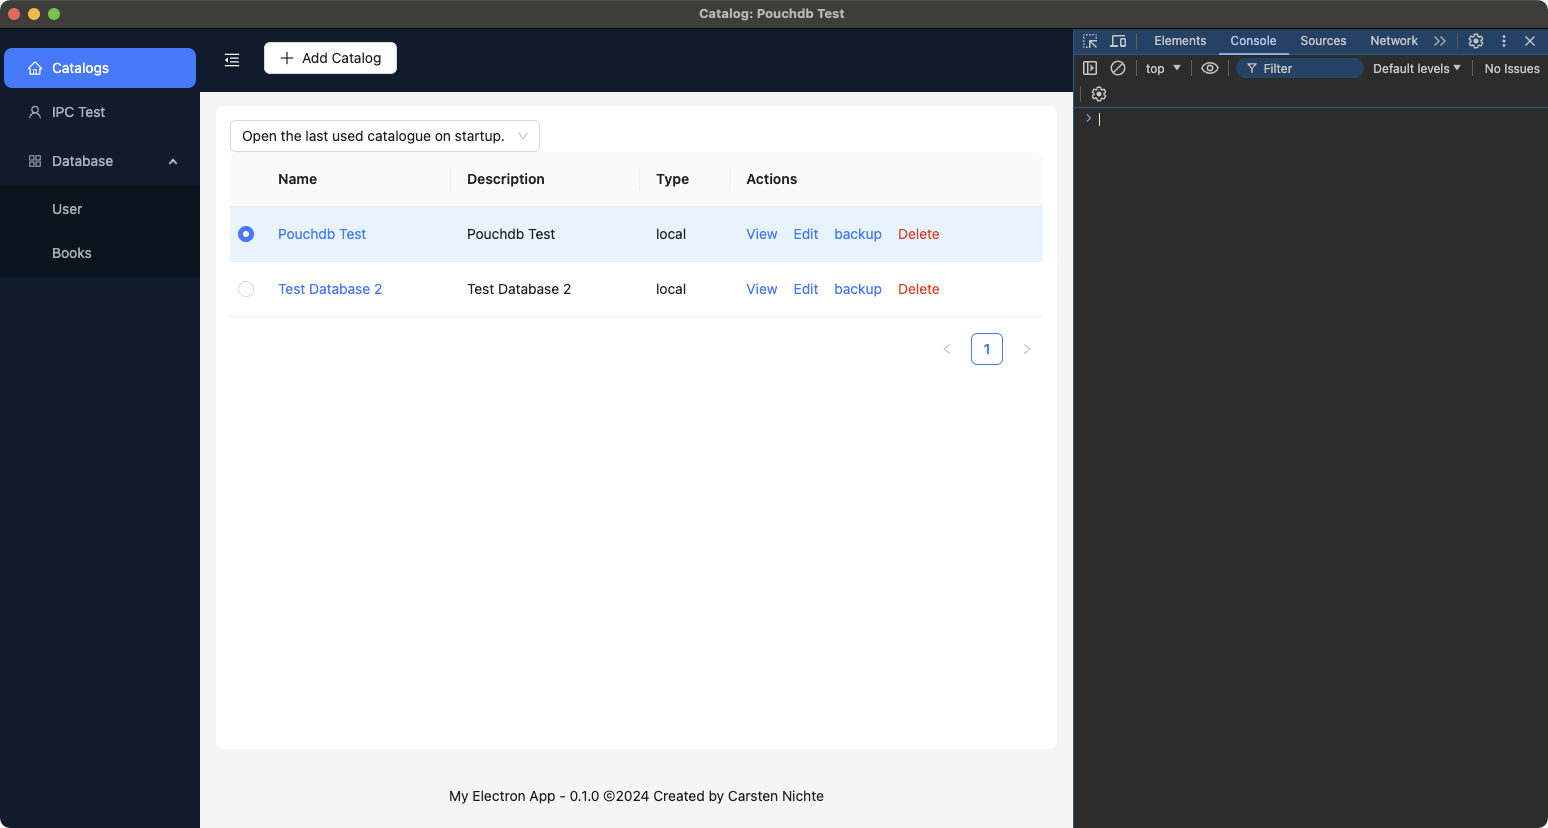 Catalog: Pouchdb Test
Catalogs
IPC Test
Database
User
Books
Add Catalog
Open the last used catalogue on startup.
Name Description Type Actions
Pouchdb Test Pouchdb Test local View Edit backup Delete
Test Database 2 Test Database 2 local View Edit backup Delete
1
My Electron App - 0.1.0 ©2024 Created by Carsten Nichte
Elements Console Sources Network
top Filter Default levels No Issues